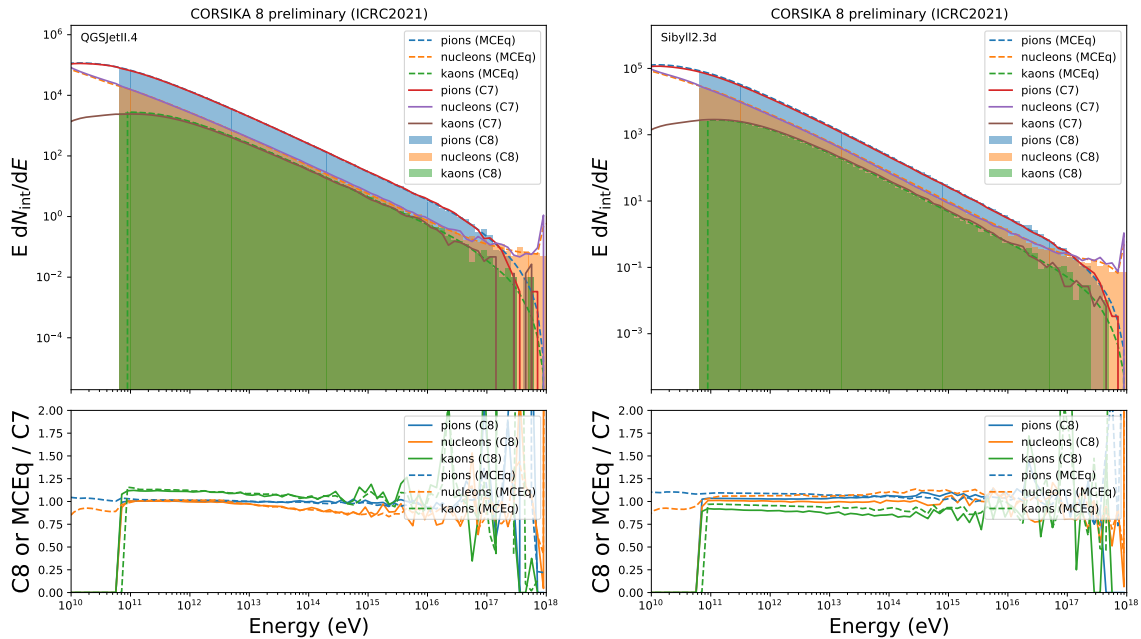 CORSIKA 8 preliminary (ICRC2021)
QGSJetII.4
E dN_int/dE
10^6
10^4
10^2
10^0
10^−2
10^−4
pions (MCEq)
nucleons (MCEq)
kaons (MCEq)
pions (C7)
nucleons (C7)
kaons (C7)
pions (C8)
nucleons (C8)
kaons (C8)
C8 or MCEq / C7
2.00
1.75
1.50
1.25
1.00
0.75
0.50
0.25
0.00
pions (C8)
nucleons (C8)
kaons (C8)
pions (MCEq)
nucleons (MCEq)
kaons (MCEq)
10^10 10^11 10^12 10^13 10^14 10^15 10^16 10^17 10^18
Energy (eV)
CORSIKA 8 preliminary (ICRC2021)
Sibyll2.3d
E dN_int/dE
10^5
10^3
10^1
10^−1
10^−3
pions (MCEq)
nucleons (MCEq)
kaons (MCEq)
pions (C7)
nucleons (C7)
kaons (C7)
pions (C8)
nucleons (C8)
kaons (C8)
C8 or MCEq / C7
2.00
1.75
1.50
1.25
1.00
0.75
0.50
0.25
0.00
pions (C8)
nucleons (C8)
kaons (C8)
pions (MCEq)
nucleons (MCEq)
kaons (MCEq)
10^10 10^11 10^12 10^13 10^14 10^15 10^16 10^17 10^18
Energy (eV)